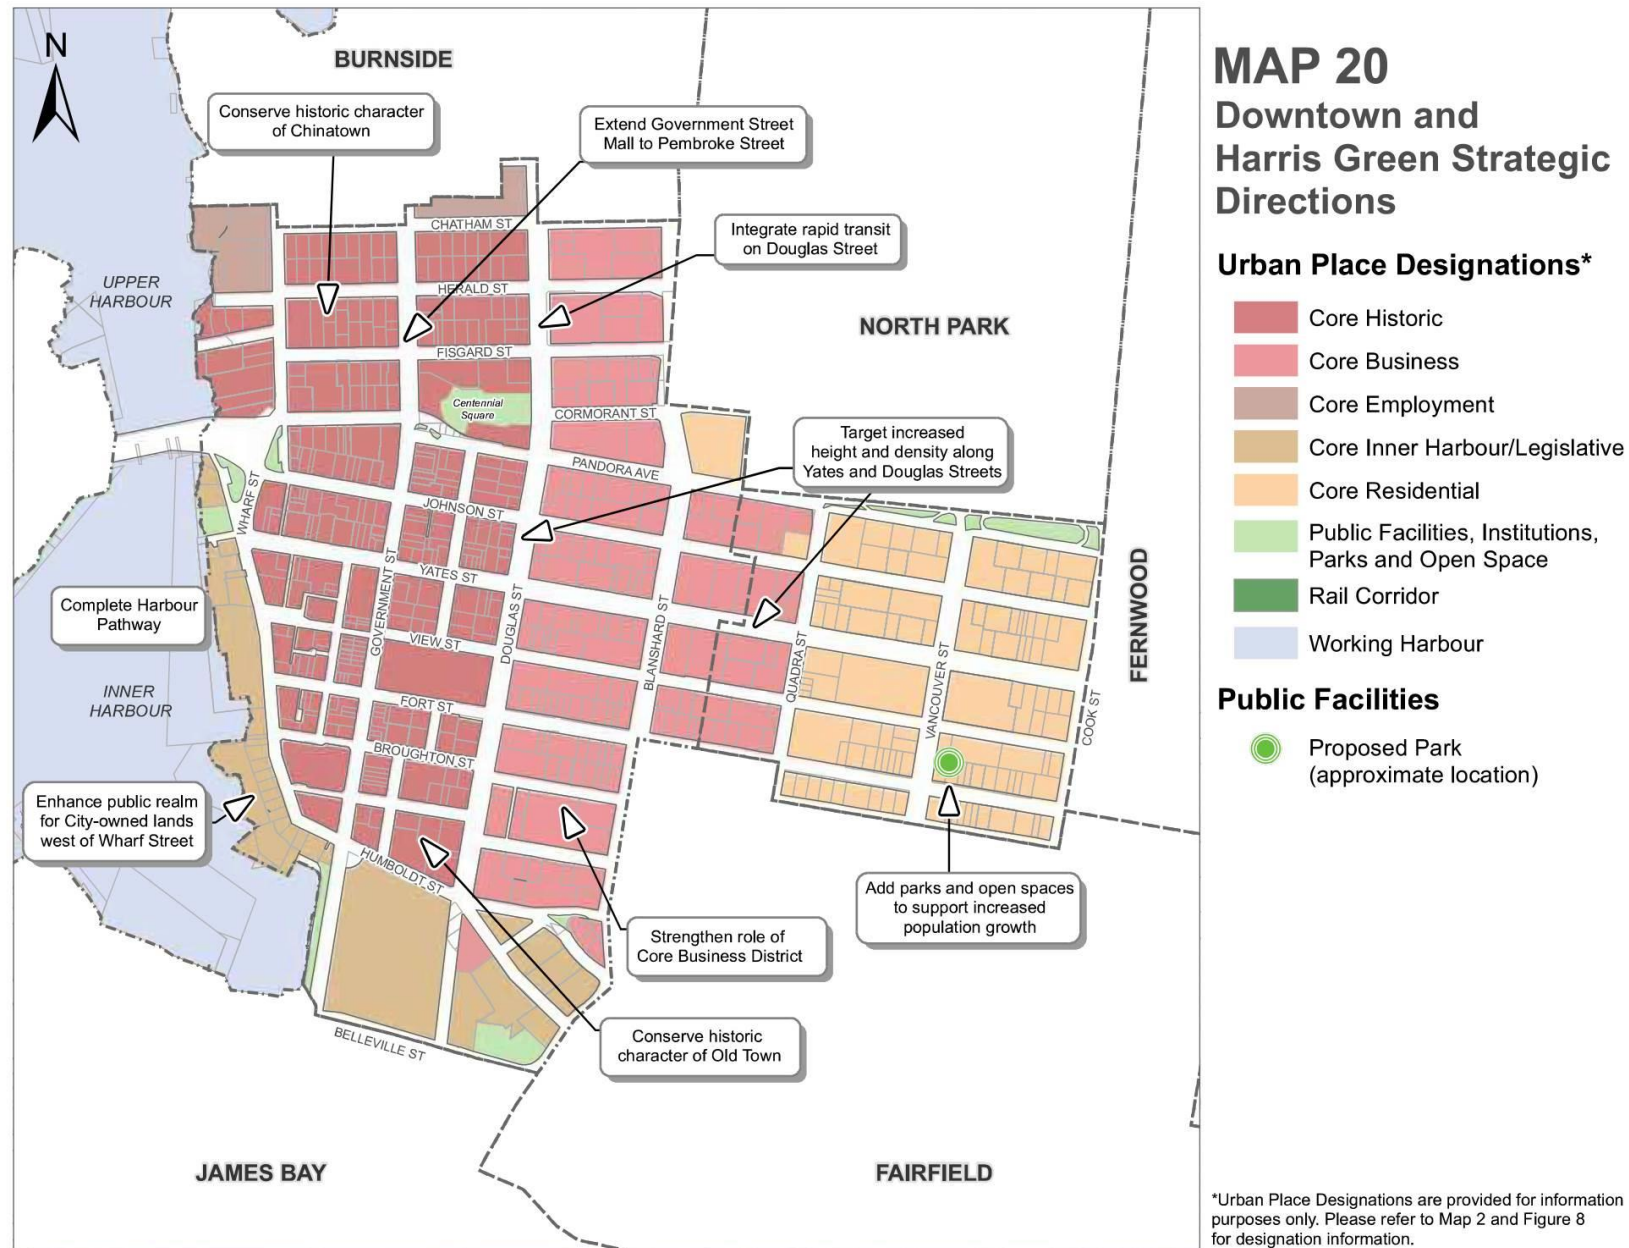 N
BURNSIDE
Conserve historic character
of Chinatown
Extend Government Street
Mall to Pembroke Street
Integrate rapid transit
on Douglas Street
CHATHAM ST
UPPER
HARBOUR
HERALD ST
NORTH PARK
FISGARD ST
Centennial
Square
CORMORANT ST
Target increased
height and density along
Yates and Douglas Streets
PANDORA AVE
WHARF ST
JOHNSON ST
YATES ST
GOVERNMENT ST
DOUGLAS ST
BLANSHARD ST
QUADRA ST
VANCOUVER ST
COOK ST
FERNWOOD
Complete Harbour
Pathway
VIEW ST
INNER
HARBOUR
FORT ST
BROUGHTON ST
Enhance public realm
for City-owned lands
west of Wharf Street
HUMBOLDT ST
Add parks and open spaces
to support increased
population growth
Strengthen role of
Core Business District
Conserve historic
character of Old Town
BELLEVILLE ST
JAMES BAY
FAIRFIELD
MAP 20
Downtown and
Harris Green Strategic
Directions
Urban Place Designations*
Core Historic
Core Business
Core Employment
Core Inner Harbour/Legislative
Core Residential
Public Facilities, Institutions,
Parks and Open Space
Rail Corridor
Working Harbour
Public Facilities
Proposed Park
(approximate location)
*Urban Place Designations are provided for information
purposes only. Please refer to Map 2 and Figure 8
for designation information.